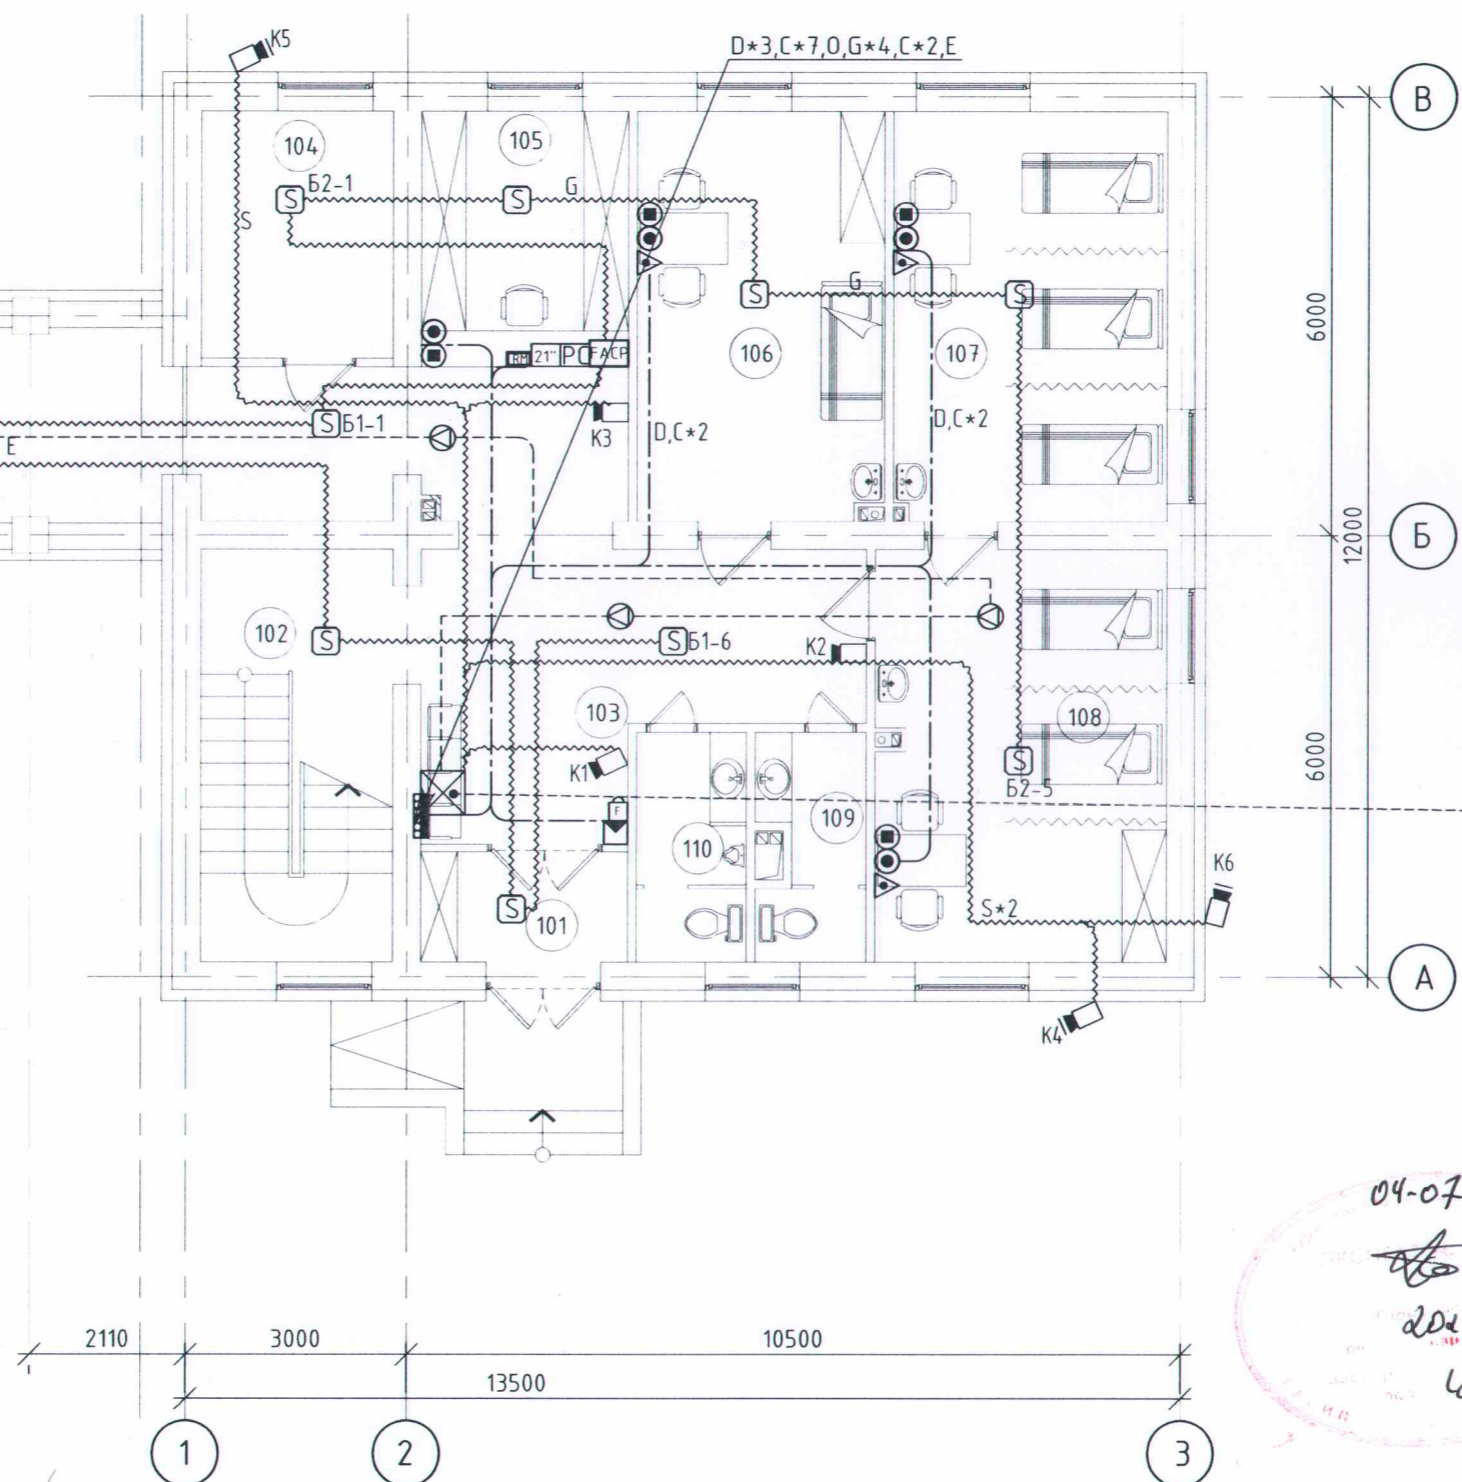 K5
D*3,C*7,O,G*4,C*2,E
В
104
105
Б2-1
S
S
G
S
S
G
S
106
107
6000
12000
TRM
21"
PC
FACP
Б1-1
S
K3
D,C*2
D,C*2
E
Б
102
S
S
Б1-6
K2
103
108
6000
K1
S
Б2-5
F
110
109
K6
S
101
S*2
А
K4
04-07
2110
3000
10500
13500
1
2
3